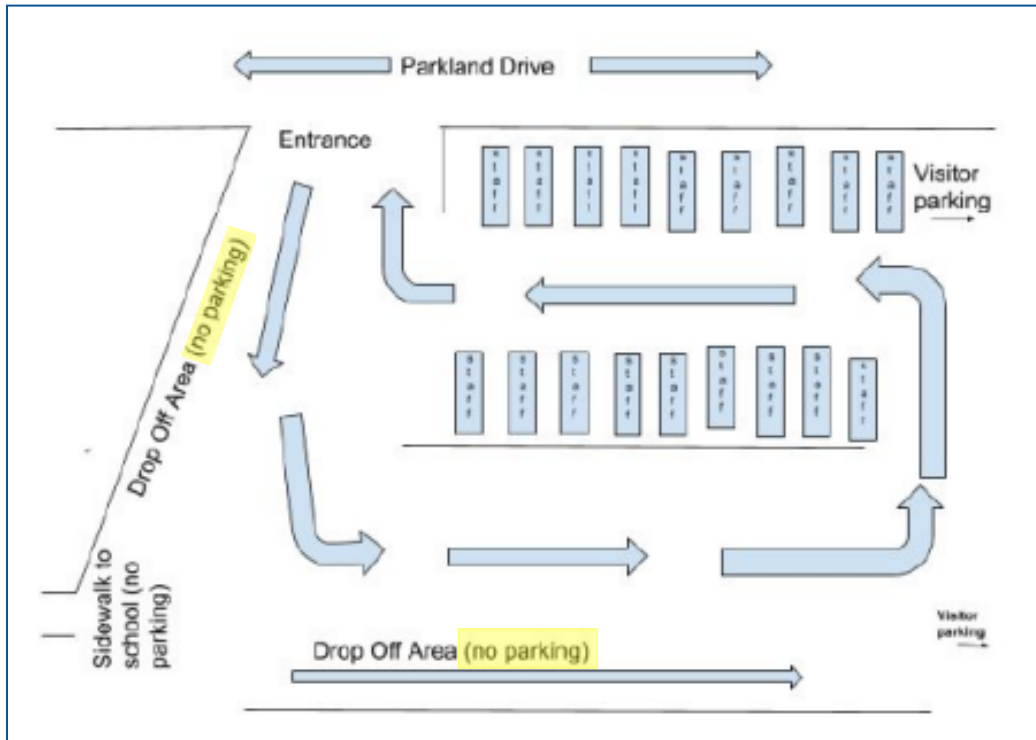 Parkland Drive
Entrance
staff
staff
staff
staff
staff
staff
staff
staff
staff
Visitor
parking
Drop Off Area (no parking)
staff
staff
staff
staff
staff
staff
staff
staff
staff
Sidewalk to
school (no
parking)
Visitor
parking
Drop Off Area (no parking)